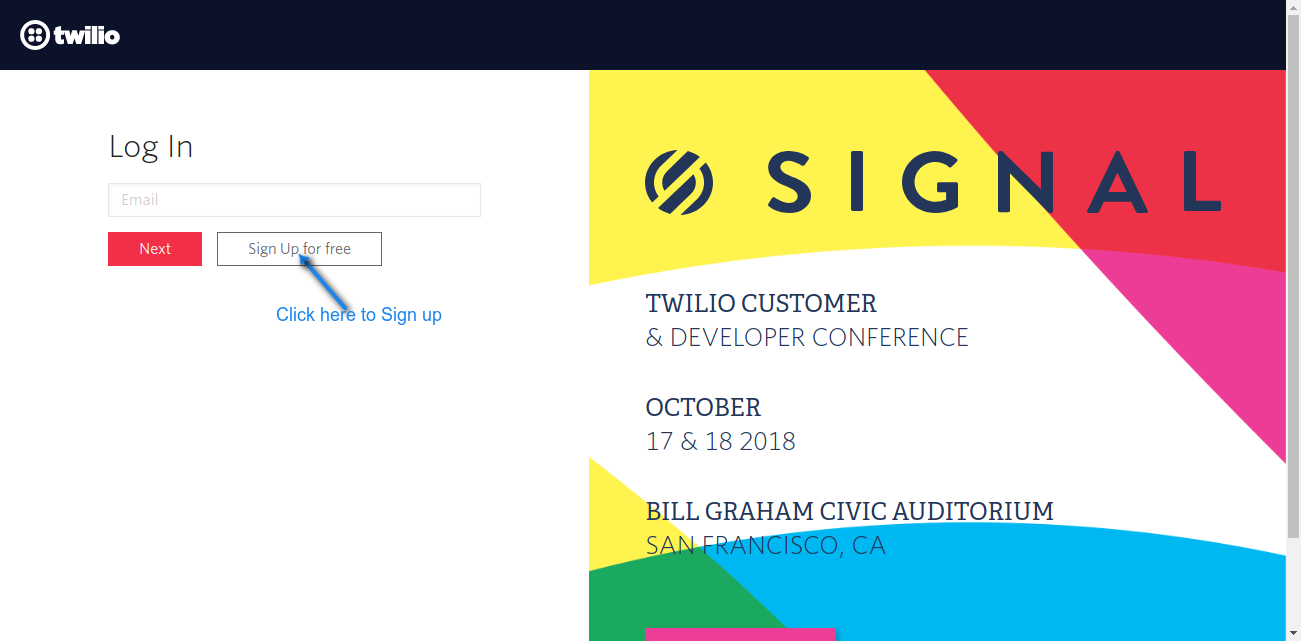 twilio
Log In
Email
Next
Sign Up for free
Click here to Sign up
SIGNAL
TWILIO CUSTOMER
& DEVELOPER CONFERENCE
OCTOBER
17 & 18 2018
BILL GRAHAM CIVIC AUDITORIUM
SAN FRANCISCO, CA